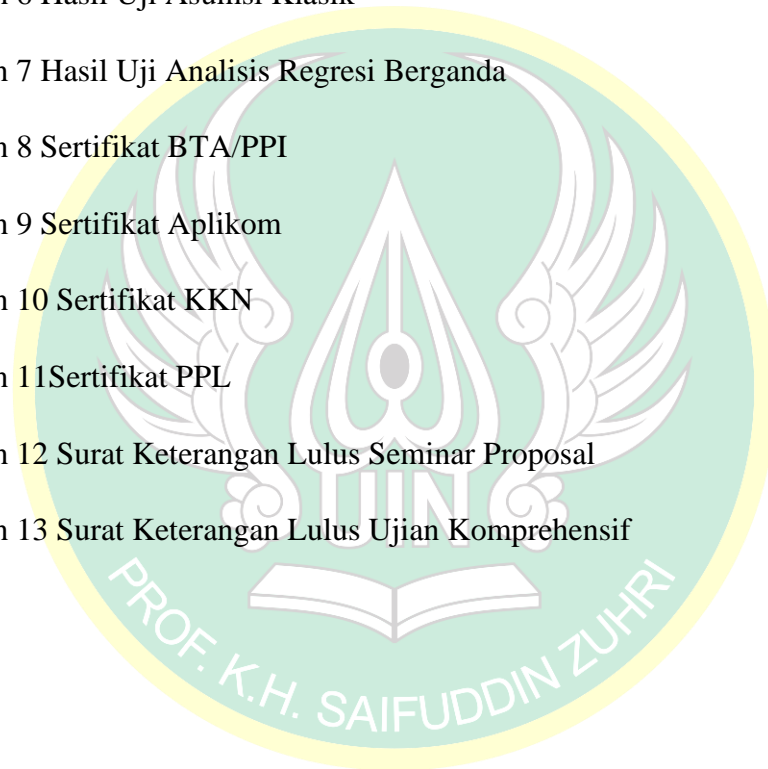 n 6 Hasil Uji Asumsi Klasik
n 7 Hasil Uji Analisis Regresi Berganda
n 8 Sertifikat BTA/PPI
n 9 Sertifikat Aplikom
n 10 Sertifikat KKN
n 11Sertifikat PPL
n 12 Surat Keterangan Lulus Seminar Proposal
n 13 Surat Keterangan Lulus Ujian Komprehensif
UIN
PROF. K.H. SAIFUDDIN ZUHRI